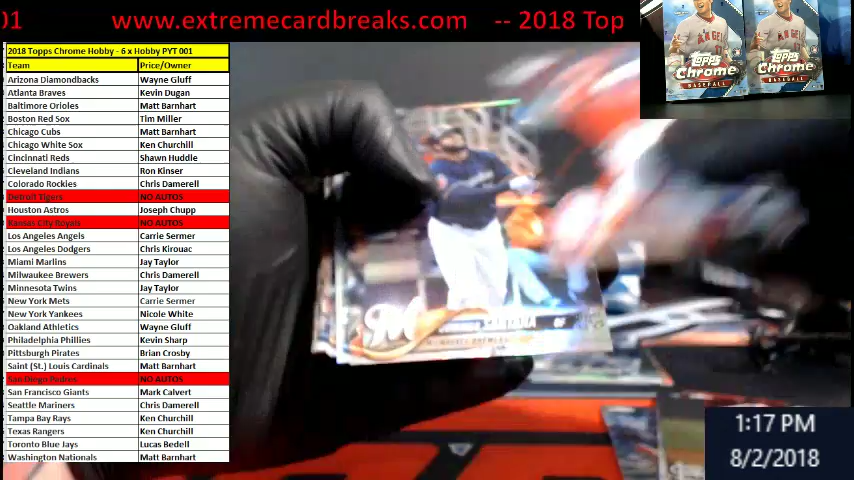 01 www.extremecardbreaks.com -- 2018 Top
2018 Topps Chrome Hobby - 6 x Hobby PYT 001
Team Price/Owner
Arizona Diamondbacks Wayne Gluff
Atlanta Braves Kevin Dugan
Baltimore Orioles Matt Barnhart
Boston Red Sox Tim Miller
Chicago Cubs Matt Barnhart
Chicago White Sox Ken Churchill
Cincinnati Reds Shawn Huddle
Cleveland Indians Ron Kinser
Colorado Rockies Chris Damerell
Detroit Tigers NO AUTOS
Houston Astros Joseph Chupp
Kansas City Royals NO AUTOS
Los Angeles Angels Carrie Sermer
Los Angeles Dodgers Chris Kirouac
Miami Marlins Jay Taylor
Milwaukee Brewers Chris Damerell
Minnesota Twins Jay Taylor
New York Mets Carrie Sermer
New York Yankees Nicole White
Oakland Athletics Wayne Gluff
Philadelphia Phillies Kevin Sharp
Pittsburgh Pirates Brian Crosby
Saint (St.) Louis Cardinals Matt Barnhart
San Diego Padres NO AUTOS
San Francisco Giants Mark Calvert
Seattle Mariners Chris Damerell
Tampa Bay Rays Ken Churchill
Texas Rangers Ken Churchill
Toronto Blue Jays Lucas Bedell
Washington Nationals Matt Barnhart
ANGELS
Topps
Chrome
BASEBALL
ANGELS
Topps
Chrome
BASEBALL
M
SANTANA OF
MILWAUKEE BREWERS
1:17 PM
8/2/2018